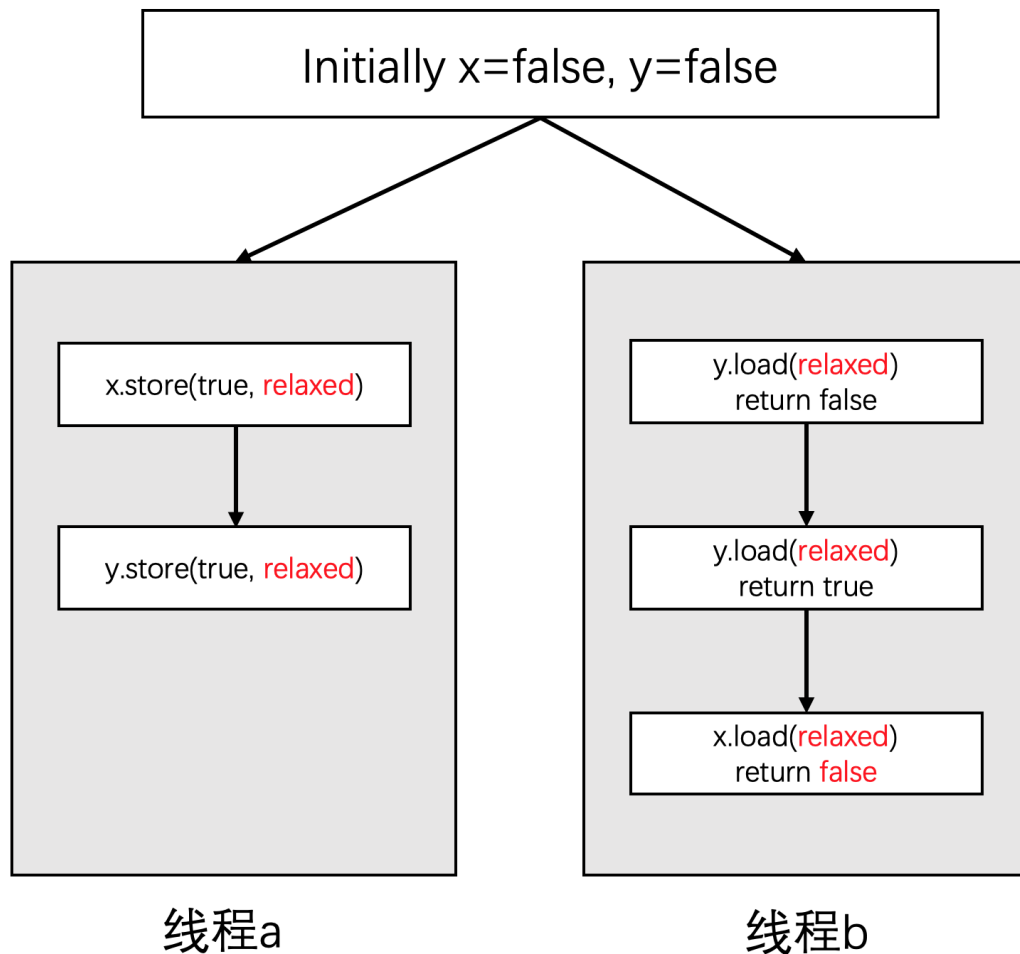 Initially x=false, y=false
x.store(true, relaxed)
y.store(true, relaxed)
线程a
y.load(relaxed)
return false
y.load(relaxed)
return true
x.load(relaxed)
return false
线程b